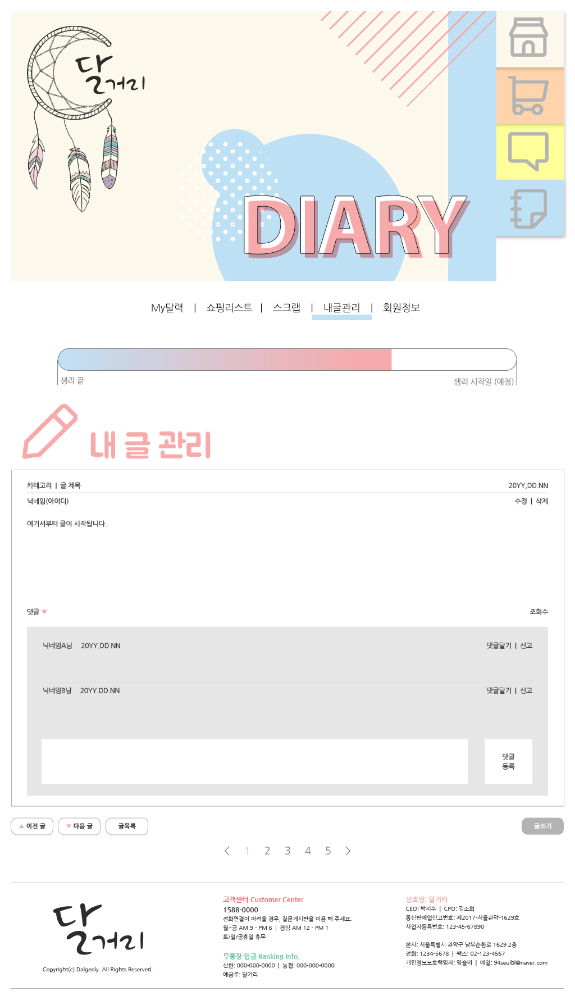 달거리
DIARY
My달력 | 쇼핑리스트 | 스크랩 | 내글관리 | 회원정보
생리 끝
생리 시작일 (예정)
내 글 관리
카테고리 | 글 제목
20YY,DD.NN
닉네임(아이디)
수정 | 삭제
여기서부터 글이 시작됩니다.
댓글 ▼
조회수
닉네임A님 20YY.DD.NN
댓글달기 | 신고
닉네임B님 20YY.DD.NN
댓글달기 | 신고
댓글
등록
▲ 이전 글
▼ 다음 글
글목록
글쓰기
< 1 2 3 4 5 >
달거리
Copyright(c) Dalgeoly. All Rights Reserved.
고객센터 Customer Center
1588-0000
전화연결이 어려울 경우, 질문게시판을 이용 해 주세요.
월~금 AM 9 - PM 6 | 점심 AM 12 - PM 1
토/일/공휴일 휴무
무통장 입금 Banking Info.
신한: 000-000-0000 | 농협: 000-000-0000
예금주: 달거리
상호명: 달거리
CEO: 박지수 | CPO: 김소희
통신판매업신고번호: 제2017-서울관악-1629호
사업자등록번호: 123-45-67890
본사: 서울특별시 관악구 남부순환로 1629 2층
전화: 1234-5678 | 팩스: 02-123-4567
개인정보보호책임자: 임슬비 | 메일: 94seulbi@naver.com